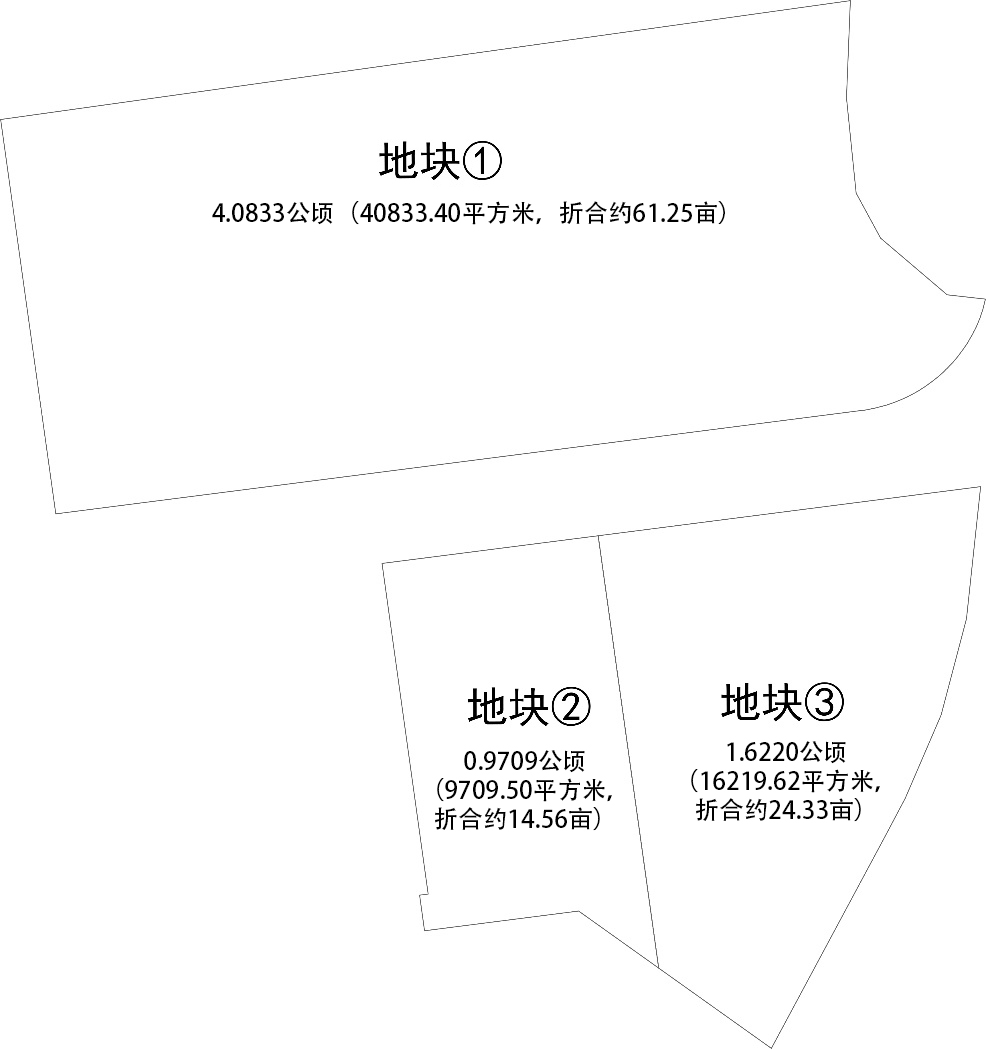 地块①
4.0833公顷（40833.40平方米，折合约61.25亩）
地块②
0.9709公顷
（9709.50平方米，
折合约14.56亩）
地块③
1.6220公顷
（16219.62平方米，
折合约24.33亩）